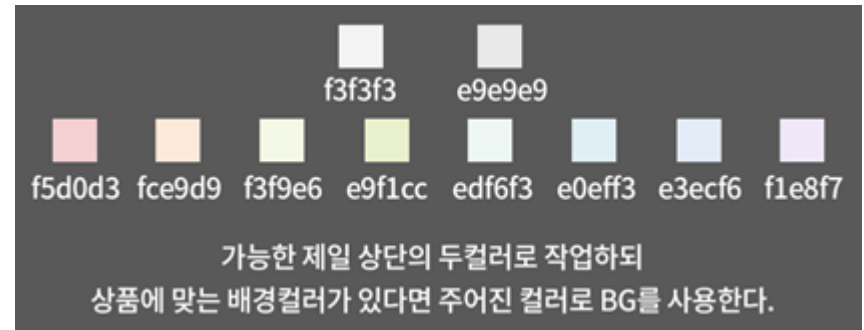 f3f3f3 e9e9e9
f5d0d3 fce9d9 f3f9e6 e9f1cc edf6f3 e0eff3 e3ecf6 f1e8f7
가능한 제일 상단의 두컬러로 작업하되
상품에 맞는 배경컬러가 있다면 주어진 컬러로 BG를 사용한다.